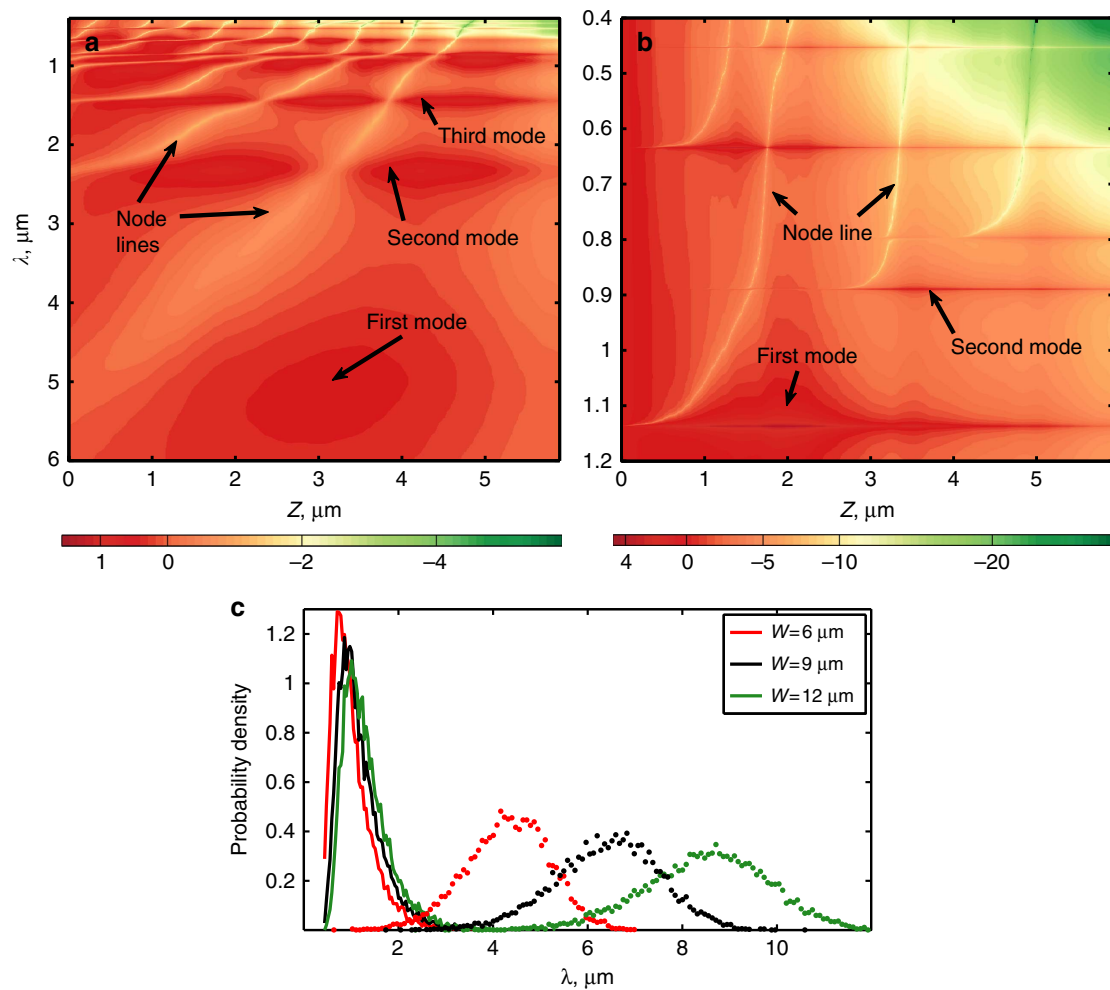 a
1
2
3
4
5
6
λ, μm
Third mode
Node
lines
Second mode
First mode
0 1 2 3 4 5
Z, μm
1 0 –2 –4
b
0.4
0.5
0.6
0.7
0.8
0.9
1
1.1
1.2
Node line
First mode
Second mode
0 1 2 3 4 5
Z, μm
4 0 –5 –10 –20
c
Probability density
1.2
1
0.8
0.6
0.4
0.2
W=6 μm
W=9 μm
W=12 μm
2 4 6 8 10
λ, μm